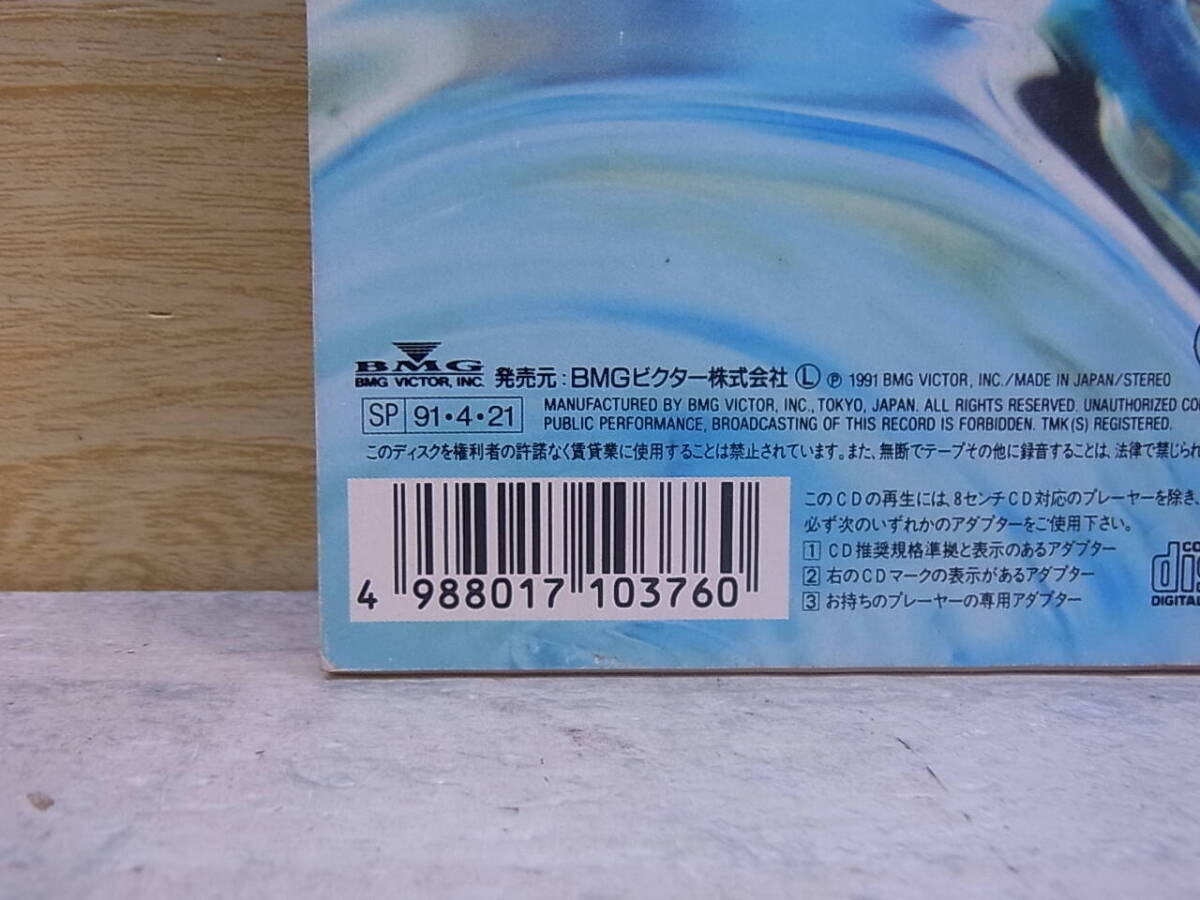 BMG
BMG VICTOR, INC. 発売元:BMGビクター株式会社 Ⓛ ℗ 1991 BMG VICTOR, INC./MADE IN JAPAN/STEREO
SP 91・4・21
MANUFACTURED BY BMG VICTOR, INC., TOKYO, JAPAN. ALL RIGHTS RESERVED. UNAUTHORIZED
PUBLIC PERFORMANCE, BROADCASTING OF THIS RECORD IS FORBIDDEN. TMK(S) REGISTERED.
このディスクを権利者の許諾なく賃貸業に使用することは禁止されています。また、無断でテープその他に録音することは、法律で禁じられ
4 988017 103760
このCDの再生には、8センチCD対応のプレーヤーを除き、
必ず次のいずれかのアダプターをご使用下さい。
1 CD推奨規格準拠と表示のあるアダプター
2 右のCDマークの表示があるアダプター
3 お持ちのプレーヤーの専用アダプター
DIGITAL